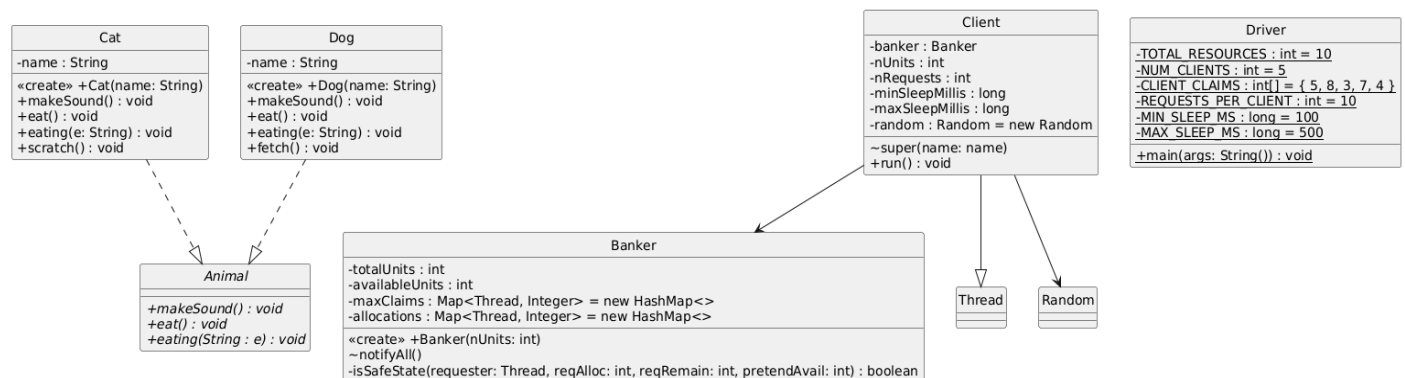 Cat
-name : String
«create» +Cat(name: String)
+makeSound() : void
+eat() : void
+eating(e: String) : void
+scratch() : void
Dog
-name : String
«create» +Dog(name: String)
+makeSound() : void
+eat() : void
+eating(e: String) : void
+fetch() : void
Client
-banker : Banker
-nUnits : int
-nRequests : int
-minSleepMillis : long
-maxSleepMillis : long
-random : Random = new Random
~super(name: name)
+run() : void
Driver
-TOTAL_RESOURCES : int = 10
-NUM_CLIENTS : int = 5
-CLIENT_CLAIMS : int[] = { 5, 8, 3, 7, 4 }
-REQUESTS_PER_CLIENT : int = 10
-MIN_SLEEP_MS : long = 100
-MAX_SLEEP_MS : long = 500
+main(args: String()) : void
Animal
+makeSound() : void
+eat() : void
+eating(String : e) : void
Banker
-totalUnits : int
-availableUnits : int
-maxClaims : Map<Thread, Integer> = new HashMap<>
-allocations : Map<Thread, Integer> = new HashMap<>
«create» +Banker(nUnits: int)
~notifyAll()
-isSafeState(requester: Thread, reqAlloc: int, reqRemain: int, pretendAvail: int) : boolean
Thread
Random